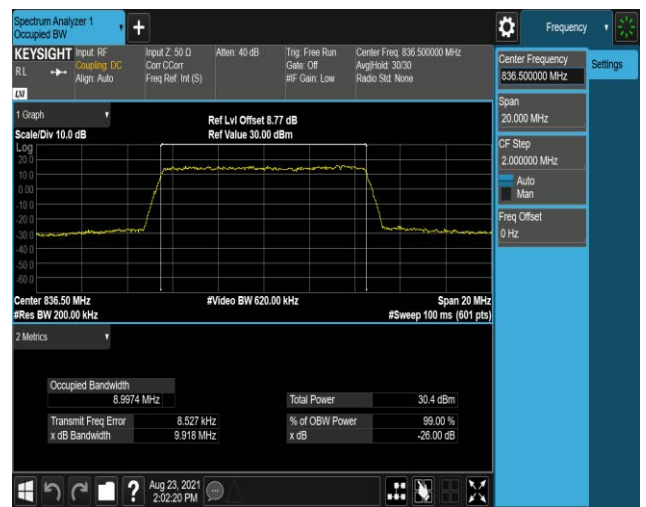 Spectrum Analyzer 1
Occupied BW
+
Frequency
KEYSIGHT
Input: RF
Coupling: DC
Align: Auto
Input Z: 50 Ω
Corr CCorr
Freq Ref: Int (S)
Atten: 40 dB
Trig: Free Run
Gate: Off
#IF Gain: Low
Center Freq: 836.500000 MHz
Avg|Hold: 30/30
Radio Std: None
RL
LXI
Center Frequency
836.500000 MHz
Settings
Span
20.000 MHz
CF Step
2.000000 MHz
Auto
Man
Freq Offset
0 Hz
1 Graph
Scale/Div 10.0 dB
Ref Lvl Offset 8.77 dB
Ref Value 30.00 dBm
Log
20.0
10.0
0.00
-10.0
-20.0
-30.0
-40.0
-50.0
-60.0
Center 836.50 MHz
#Res BW 200.00 kHz
#Video BW 620.00 kHz
Span 20 MHz
#Sweep 100 ms (601 pts)
2 Metrics
Occupied Bandwidth
8.9974 MHz
Total Power 30.4 dBm
Transmit Freq Error 8.527 kHz
% of OBW Power 99.00 %
x dB Bandwidth 9.918 MHz
x dB -26.00 dB
?
Aug 23, 2021
2:02:20 PM